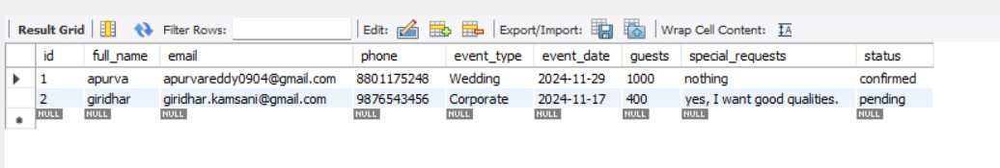 Result Grid Filter Rows: Edit: Export/Import: Wrap Cell Content: IA
id full_name email phone event_type event_date guests special_requests status
1 apurva apurvareddy0904@gmail.com 8801175248 Wedding 2024-11-29 1000 nothing confirmed
2 giridhar giridhar.kamsani@gmail.com 9876543456 Corporate 2024-11-17 400 yes, I want good qualities. pending
NULL NULL NULL NULL NULL NULL NULL NULL NULL